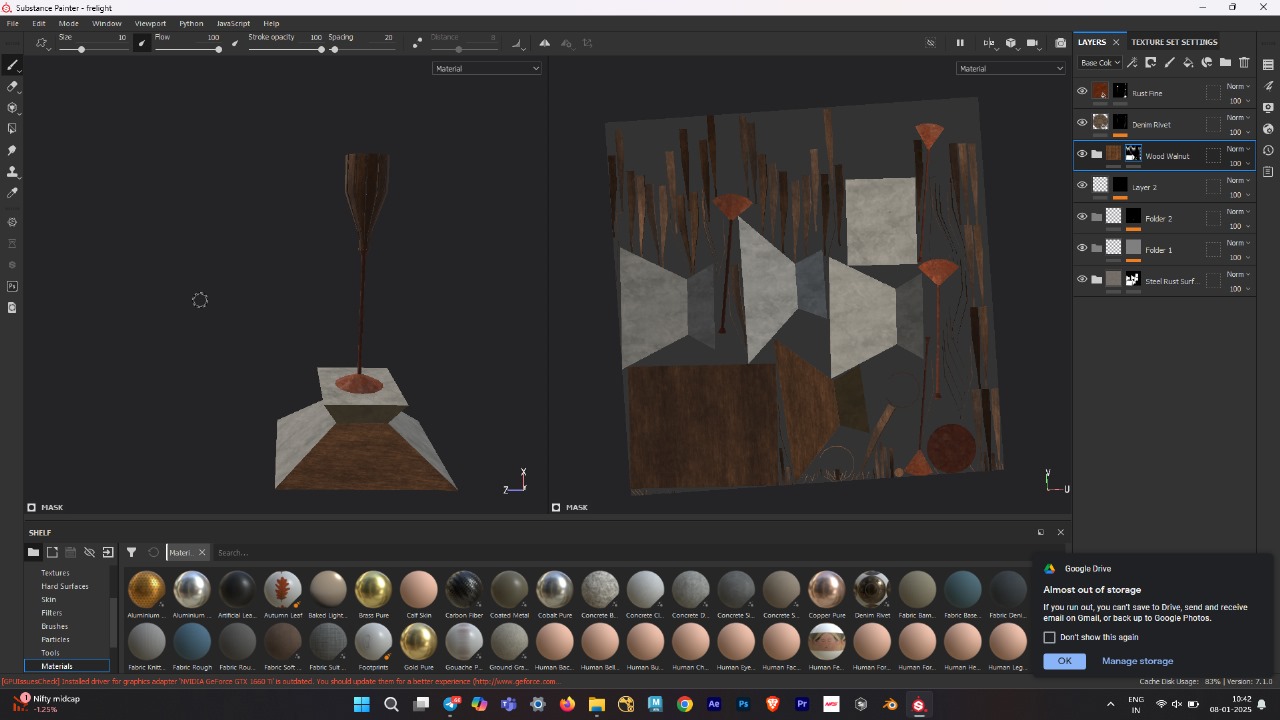 Substance Painter - frelight
File Edit Mode Window Viewport Python JavaScript Help
Size 10 Flow 100 Stroke opacity 100 Spacing 20 Distance 8
Material
Material
LAYERS TEXTURE SET SETTINGS
Base Col
Rust Fine Norm 100
Denim Rivet Norm 100
Wood Walnut Norm 100
Layer 2 Norm 100
Folder 2 Norm 100
Folder 1 Norm 100
Steel Rust Surf... Norm 100
X
Z
V
U
MASK
MASK
SHELF
Materi... Search...
Textures
Hard Surfaces
Skin
Filters
Brushes
Particles
Tools
Materials
Aluminium ... Aluminium ... Artificial Lea... Autumn Leaf Baked Light... Brass Pure Calf Skin Carbon Fiber Coated Metal Cobalt Pure Concrete B... Concrete Cl... Concrete D... Concrete S... Concrete S... Copper Pure Denim Rivet Fabric Bam... Fabric Base... Fabric Deni...
Fabric Knit... Fabric Rough Fabric Rou... Fabric Soft ... Fabric Suit ... Footprints Gold Pure Gouache P... Ground Gra... Human Bac... Human Bell... Human Bu... Human Ch... Human Eye... Human Fac... Human Fe... Human For... Human For... Human He... Human Leg...
Google Drive
Almost out of storage
If you run out, you can't save to Drive, send and receive
email on Gmail, or back up to Google Photos.
Don't show this again
OK Manage storage
[GPUIssuesCheck] Installed driver for graphics adapter 'NVIDIA GeForce GTX 1660 Ti' is outdated. You should update them for a better experience (http://www.geforce.com...
Cache Disk Usage: 83% | Version: 7.1.0
1
Nifty midcap
-1.25%
Ae Ps Pr
ENG
IN
10:42
08-01-2025